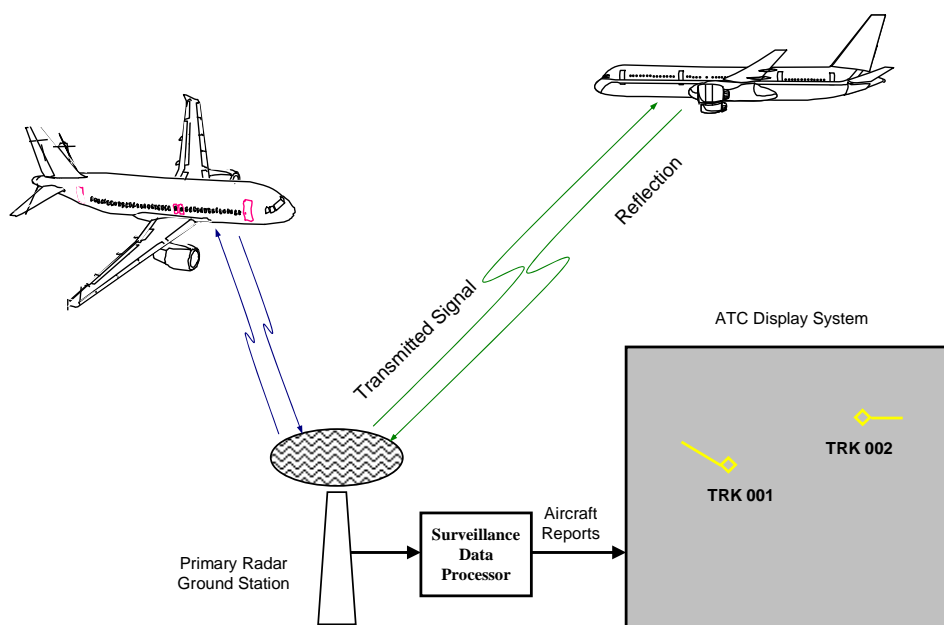 Reflection
Transmitted Signal
ATC Display System
TRK 002
TRK 001
Primary Radar
Ground Station
Surveillance
Data
Processor
Aircraft
Reports